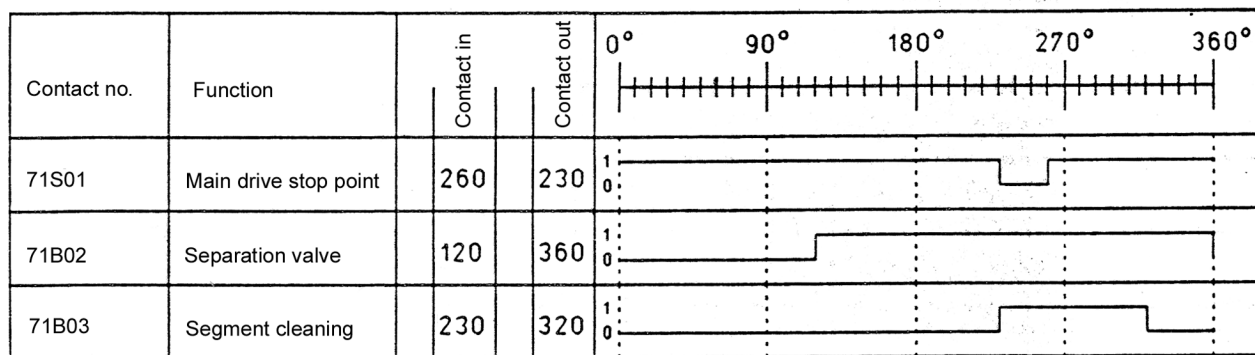 Contact no. Function Contact in Contact out 0° 90° 180° 270° 360°
71S01 Main drive stop point 260 230 1 0
71B02 Separation valve 120 360 1 0
71B03 Segment cleaning 230 320 1 0